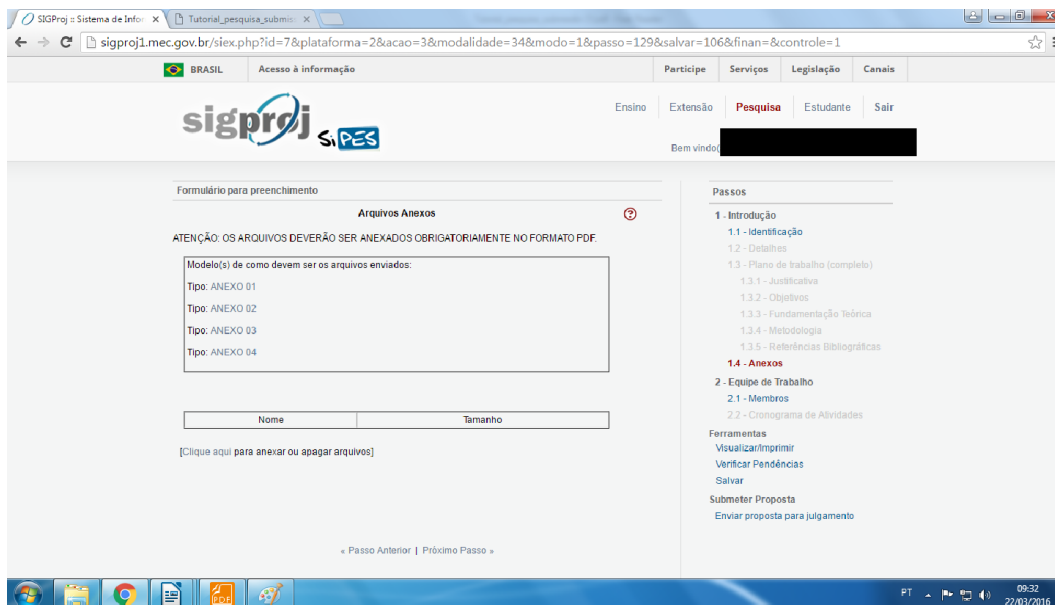 SIGProj :: Sistema de Infor
Tutorial_pesquisa_submis
sigproj1.mec.gov.br/siex.php?id=7&plataforma=2&acao=3&modalidade=34&modo=1&passo=129&salvar=106&finan=&controle=1
BRASIL Acesso à informação Participe Serviços Legislação Canais
sigproj SiPES
Ensino Extensão Pesquisa Estudante Sair
Bem vindo(
Formulário para preenchimento
Arquivos Anexos
ATENÇÃO: OS ARQUIVOS DEVERÃO SER ANEXADOS OBRIGATORIAMENTE NO FORMATO PDF.
Modelo(s) de como devem ser os arquivos enviados:
Tipo: ANEXO 01
Tipo: ANEXO 02
Tipo: ANEXO 03
Tipo: ANEXO 04
Nome Tamanho
[Clique aqui para anexar ou apagar arquivos]
« Passo Anterior | Próximo Passo »
Passos
1 - Introdução
1.1 - Identificação
1.2 - Detalhes
1.3 - Plano de trabalho (completo)
1.3.1 - Justificativa
1.3.2 - Objetivos
1.3.3 - Fundamentação Teórica
1.3.4 - Metodologia
1.3.5 - Referências Bibliográficas
1.4 - Anexos
2 - Equipe de Trabalho
2.1 - Membros
2.2 - Cronograma de Atividades
Ferramentas
Visualizar/Imprimir
Verificar Pendências
Salvar
Submeter Proposta
Enviar proposta para julgamento
PDF
PT
09:32
22/03/2016